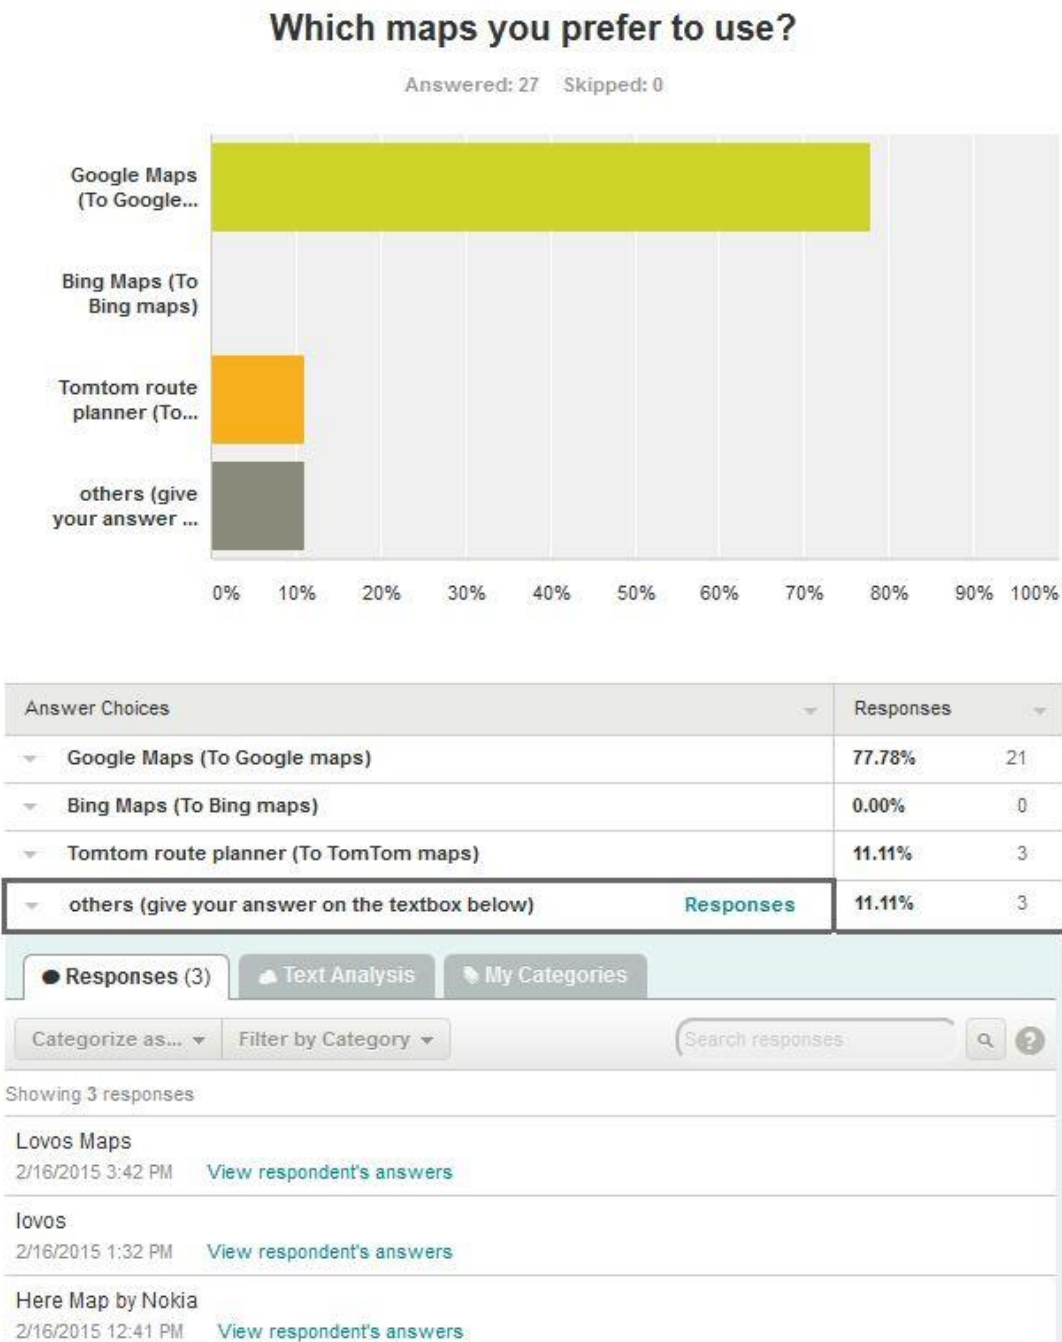 Which maps you prefer to use?
Answered: 27 Skipped: 0
Google Maps
(To Google...
Bing Maps (To
Bing maps)
Tomtom route
planner (To...
others (give
your answer ...
0% 10% 20% 30% 40% 50% 60% 70% 80% 90% 100%
Answer Choices Responses
Google Maps (To Google maps) 77.78% 21
Bing Maps (To Bing maps) 0.00% 0
Tomtom route planner (To TomTom maps) 11.11% 3
others (give your answer on the textbox below) Responses 11.11% 3
Responses (3) Text Analysis My Categories
Categorize as... Filter by Category Search responses ?
Showing 3 responses
Lovos Maps
2/16/2015 3:42 PM View respondent's answers
lovos
2/16/2015 1:32 PM View respondent's answers
Here Map by Nokia
2/16/2015 12:41 PM View respondent's answers